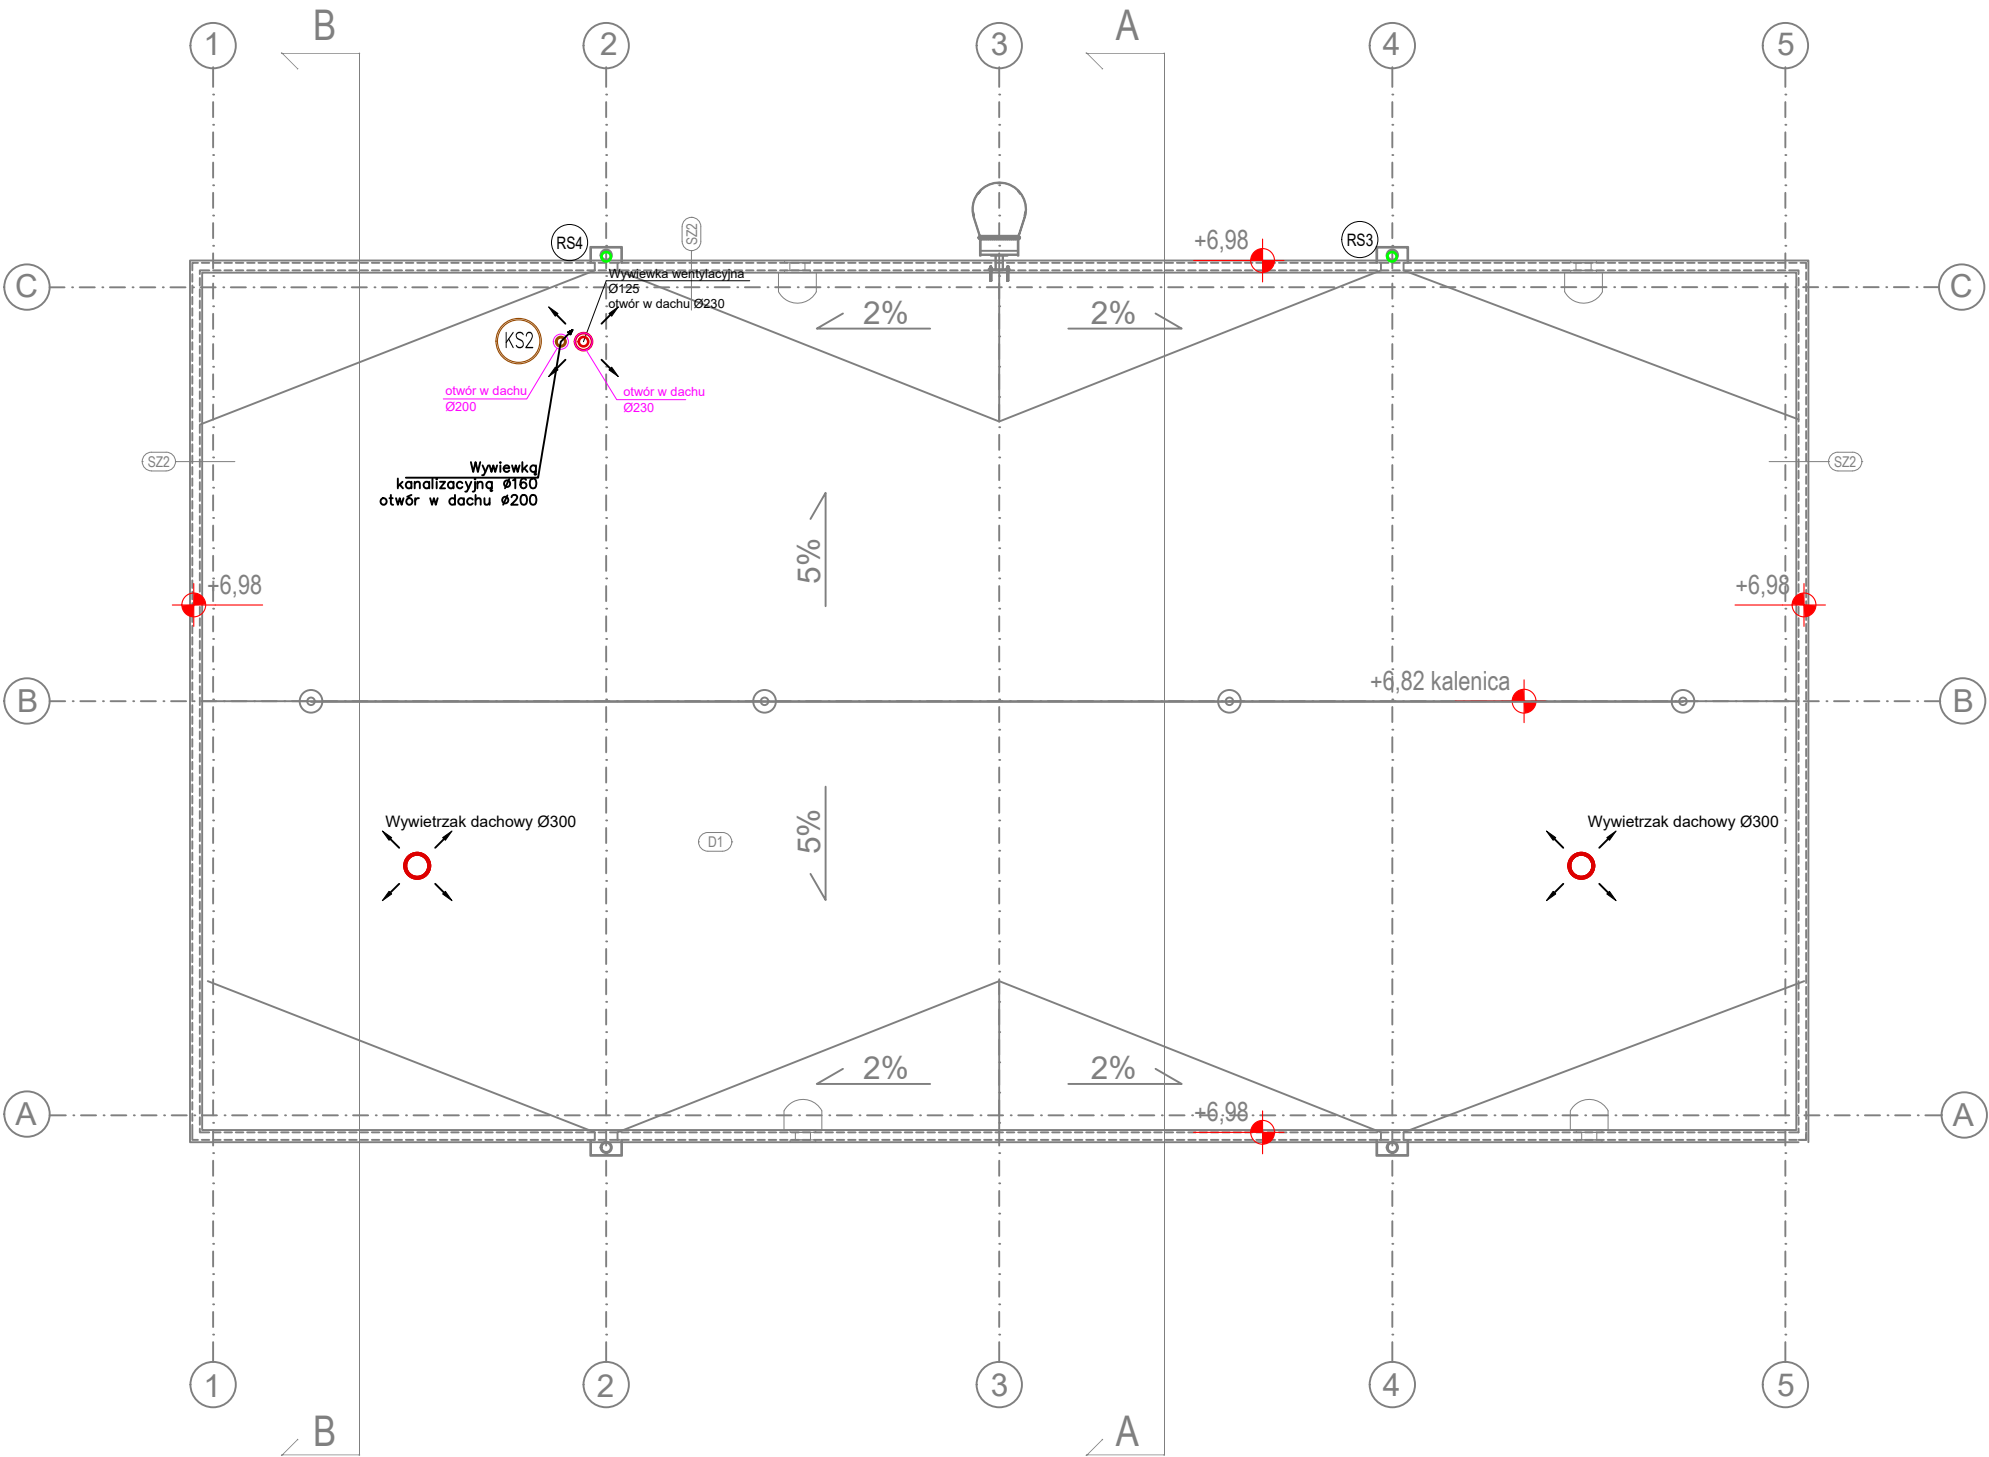 B
A
1
2
3
4
5
RS4
SZ2
+6,98
RS3
Wywiewka wentylacyjna
Ø125
otwór w dachu Ø230
C
C
2%
2%
KS2
otwór w dachu
Ø200
otwór w dachu
Ø230
SZ2
SZ2
Wywiewką
kanalizacyjną Ø160
otwór w dachu Ø200
5%
+6,98
+6,98
+6,82 kalenica
B
B
Wywietrzak dachowy Ø300
Wywietrzak dachowy Ø300
D1
5%
2%
2%
+6,98
A
A
1
2
3
4
5
B
A